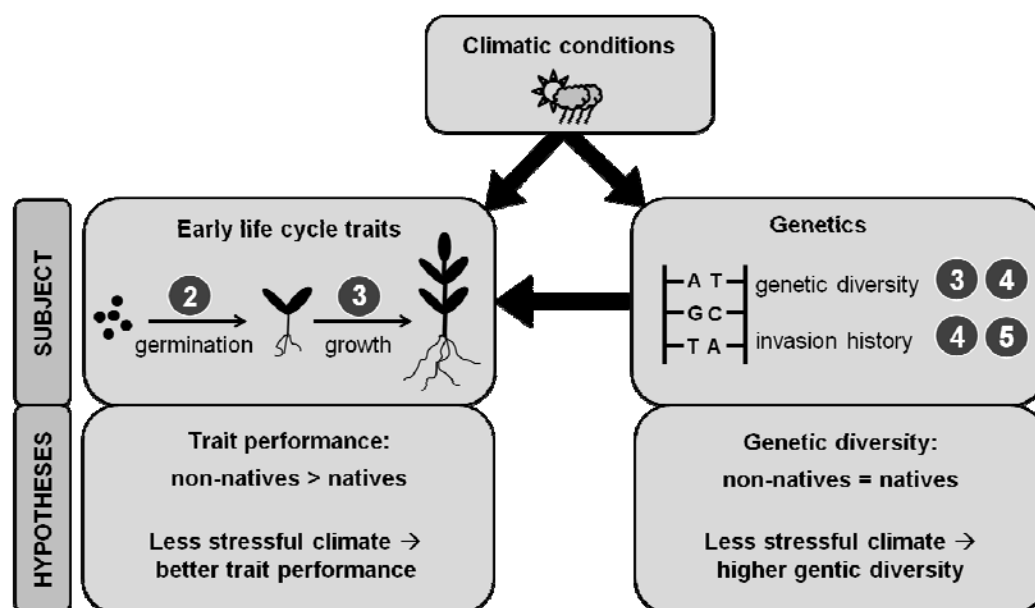 Climatic conditions
SUBJECT
Early life cycle traits
2
germination
3
growth
Genetics
A T
G C
T A
genetic diversity
3 4
invasion history
4 5
HYPOTHESES
Trait performance:
non-natives > natives
Less stressful climate →
better trait performance
Genetic diversity:
non-natives = natives
Less stressful climate →
higher gentic diversity